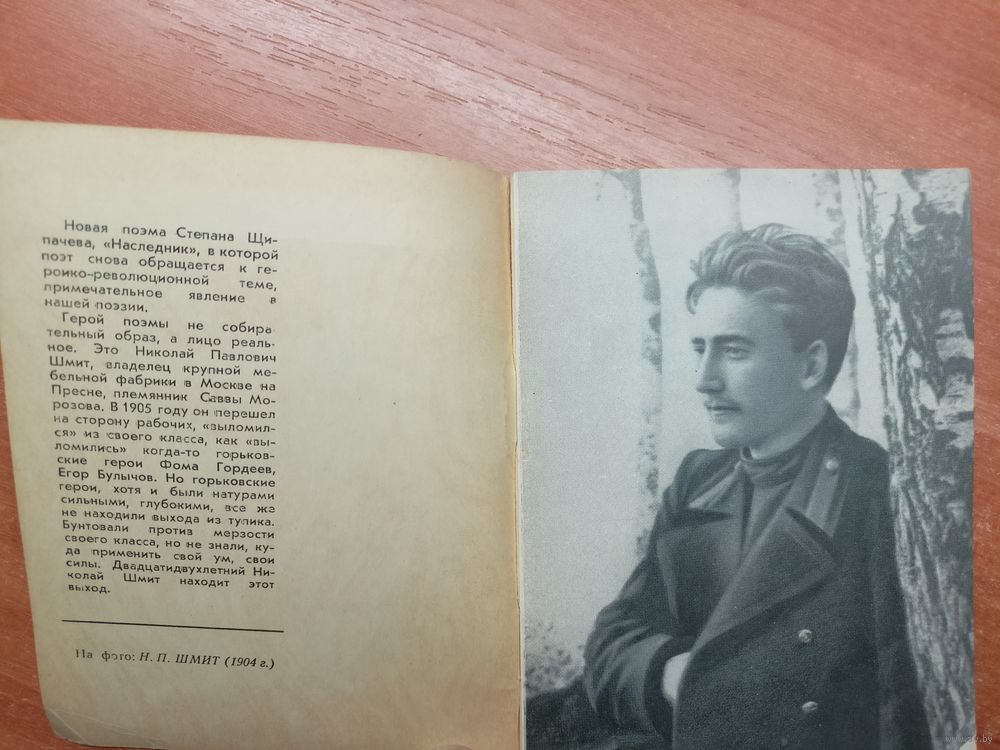 Новая поэма Степана Щи-
пачева, «Наследник», в которой
поэт снова обращается к ге-
роико-революционной теме,
примечательное явление в
нашей поэзии.
Герой поэмы не собира
тельный образ, а лицо реаль-
ное. Это Николай Павлович
Шмит, владелец крупной ме-
бельной фабрики в Москве на
Пресне, племянник Саввы Мо-
розова. В 1905 году он перешел
на сторону рабочих, «выломил-
ся» из своего класса, как «вы-
ломились» когда-то горьков-
ские герои Фома Гордеев,
Егор Булычов. Но горьковские
герои, хотя и были натурами
сильными, глубокими, все же
не находили выхода из тупика.
Бунтовали против мерзости
своего класса, но не знали, ку-
да применить свой ум, свои
силы. Двадцатидвухлетний Ни-
колай Шмит находит этот
выход.
На фото: Н. П. ШМИТ (1904 г.)